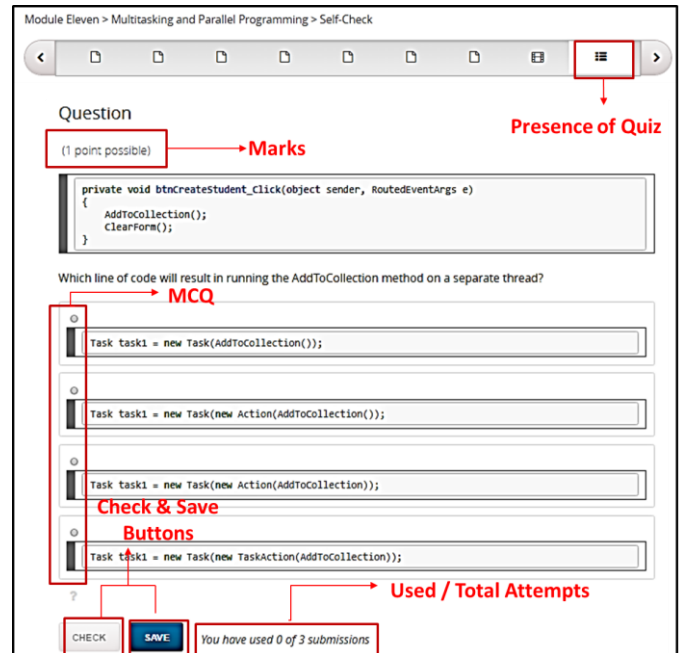 Module Eleven > Multitasking and Parallel Programming > Self-Check
Question
Presence of Quiz
(1 point possible)
Marks
private void btnCreateStudent_Click(object sender, RoutedEventArgs e)
{
AddToCollection();
ClearForm();
}
Which line of code will result in running the AddToCollection method on a separate thread?
MCQ
Task task1 = new Task(AddToCollection());
Task task1 = new Task(new Action(AddToCollection());
Task task1 = new Task(new Action(AddToCollection));
Check & Save
Buttons
Task task1 = new Task(new TaskAction(AddToCollection));
Used / Total Attempts
?
CHECK
SAVE
You have used 0 of 3 submissions